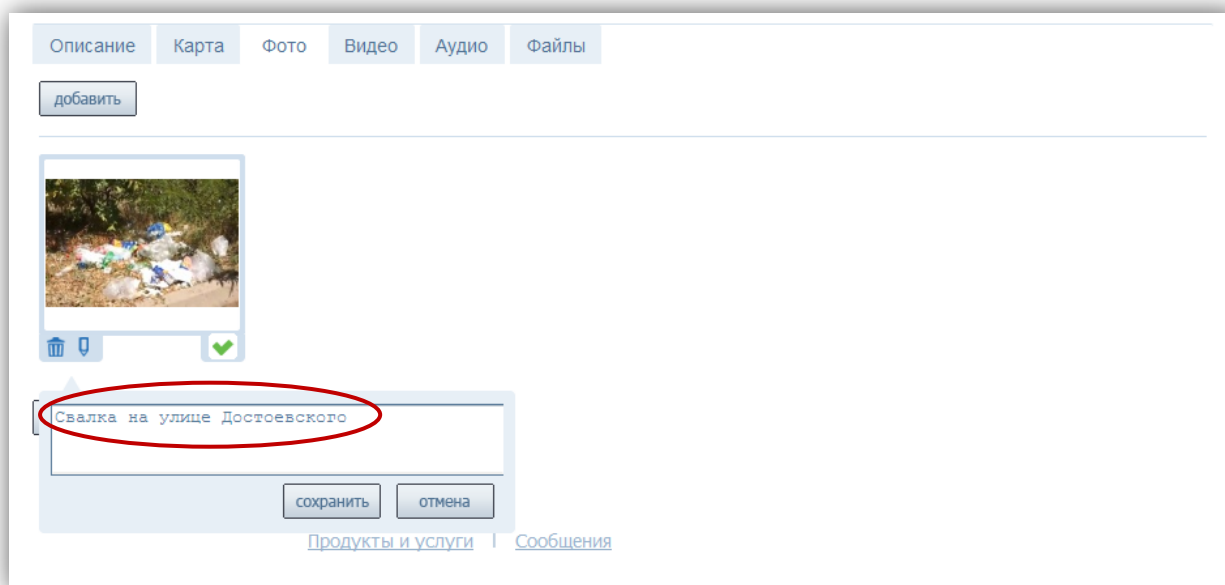 Описание Карта Фото Видео Аудио Файлы
добавить
Свалка на улице Достоевского
сохранить отмена
Продукты и услуги | Сообщения